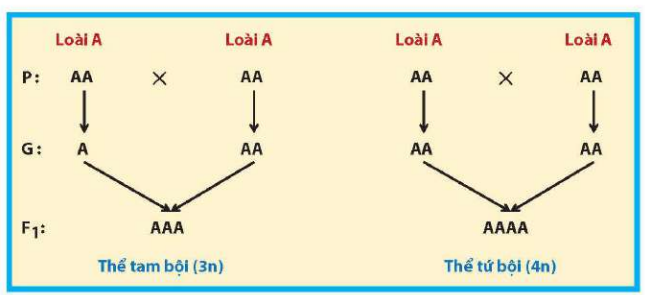 Loài A Loài A Loài A Loài A
P: AA × AA AA × AA
G: A AA AA AA
F1: AAA AAAA
Thể tam bội (3n) Thể tứ bội (4n)